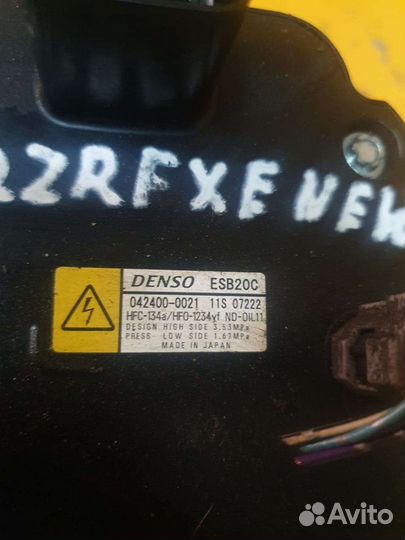 2ZRFXE NEW
DENSO ESB20C
042400-0021 11S 07222
HFC-134a/HFO-1234yf ND-OIL11
DESIGN HIGH SIDE 3.53MPa
PRESS. LOW SIDE 1.67MPa
MADE IN JAPAN
Avito